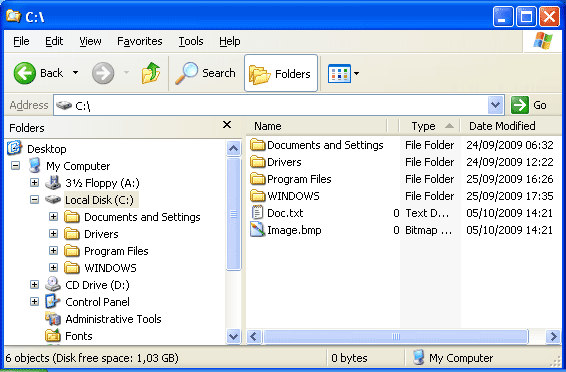 C:\
File Edit View Favorites Tools Help
Back Search Folders
Address C:\ Go
Folders
Desktop
My Computer
3½ Floppy (A:)
Local Disk (C:)
Documents and Settings
Drivers
Program Files
WINDOWS
CD Drive (D:)
Control Panel
Administrative Tools
Fonts
Name Type Date Modified
Documents and Settings File Folder 24/09/2009 06:32
Drivers File Folder 24/09/2009 12:22
Program Files File Folder 25/09/2009 16:26
WINDOWS File Folder 25/09/2009 17:35
Doc.txt 0 Text D... 05/10/2009 14:21
Image.bmp 0 Bitmap ... 05/10/2009 14:21
6 objects (Disk free space: 1,03 GB) 0 bytes My Computer